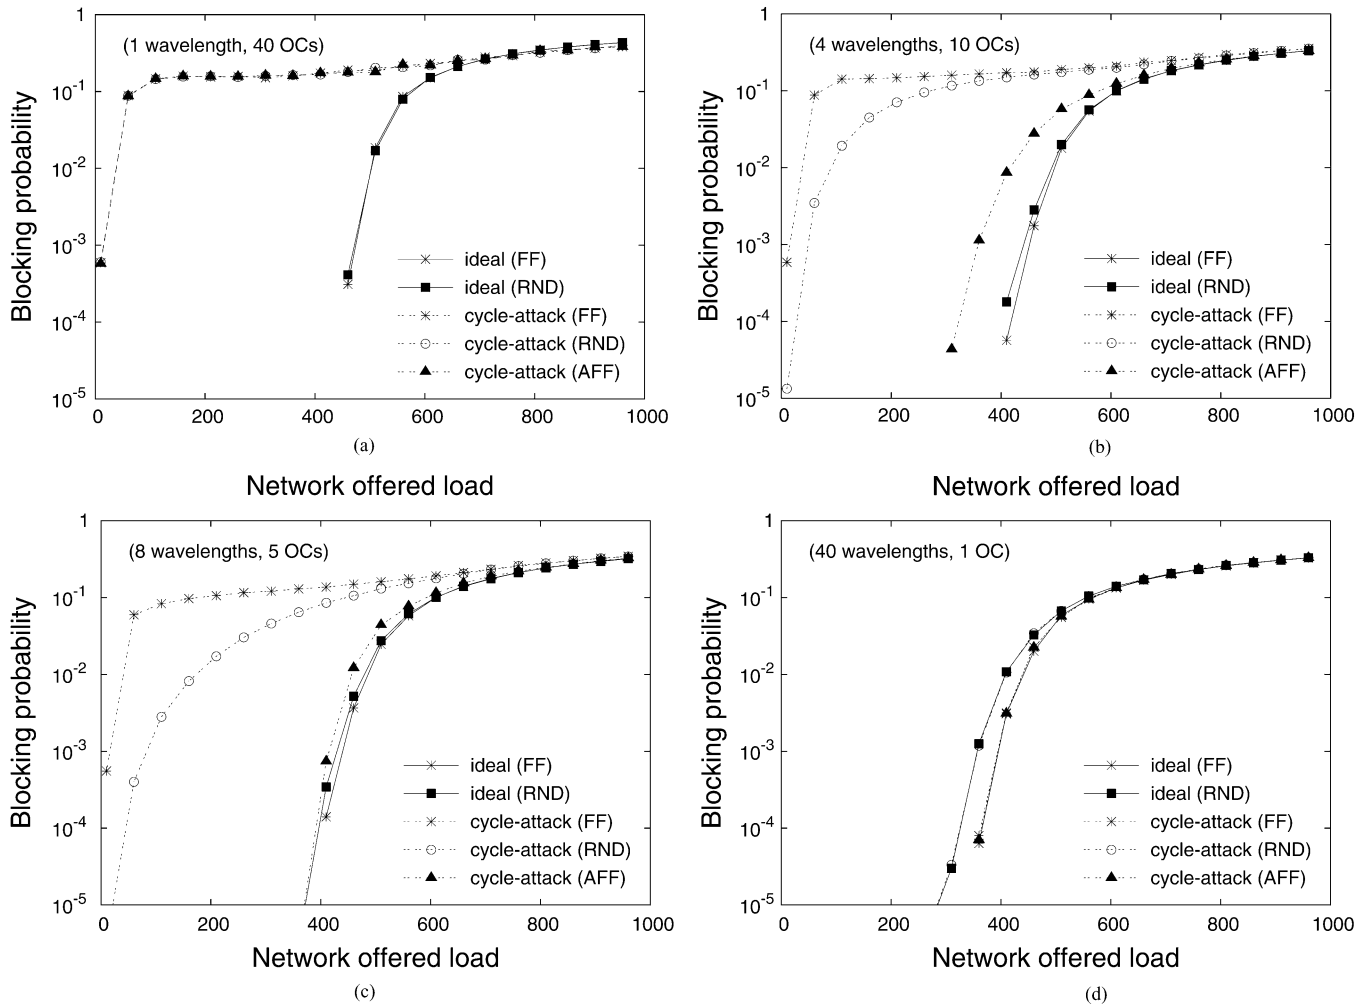 (1 wavelength, 40 OCs)
Blocking probability
1
10-1
10-2
10-3
10-4
10-5
ideal (FF)
ideal (RND)
cycle-attack (FF)
cycle-attack (RND)
cycle-attack (AFF)
0 200 400 600 800 1000
(a)
Network offered load
(4 wavelengths, 10 OCs)
Blocking probability
1
10-1
10-2
10-3
10-4
10-5
ideal (FF)
ideal (RND)
cycle-attack (FF)
cycle-attack (RND)
cycle-attack (AFF)
0 200 400 600 800 1000
(b)
Network offered load
(8 wavelengths, 5 OCs)
Blocking probability
1
10-1
10-2
10-3
10-4
10-5
ideal (FF)
ideal (RND)
cycle-attack (FF)
cycle-attack (RND)
cycle-attack (AFF)
0 200 400 600 800 1000
Network offered load
(c)
(40 wavelengths, 1 OC)
Blocking probability
1
10-1
10-2
10-3
10-4
10-5
ideal (FF)
ideal (RND)
cycle-attack (FF)
cycle-attack (RND)
cycle-attack (AFF)
0 200 400 600 800 1000
Network offered load
(d)